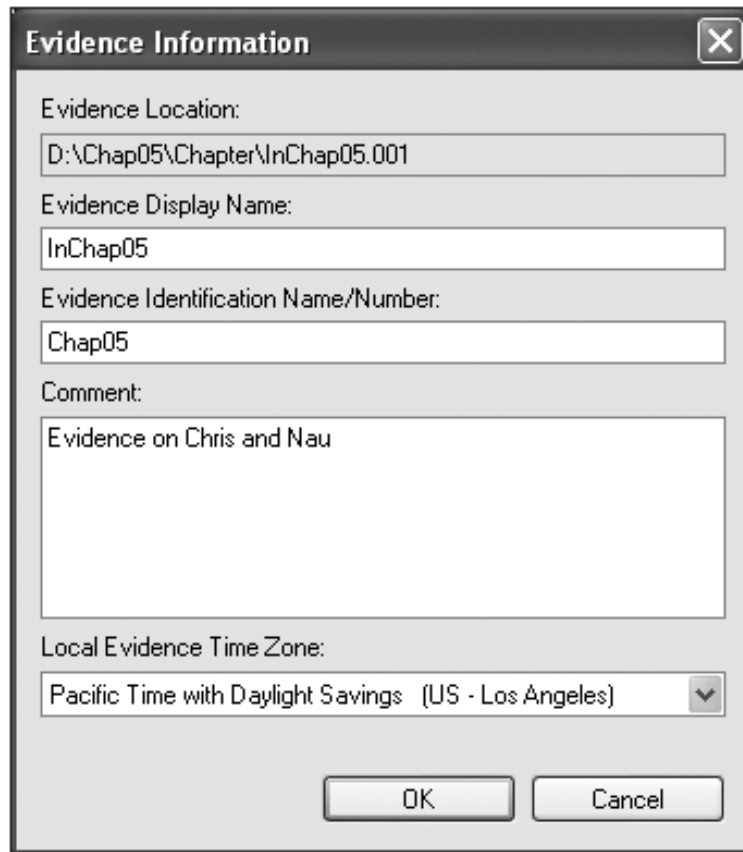 Evidence Information
Evidence Location:
D:\Chap05\Chapter\InChap05.001
Evidence Display Name:
InChap05
Evidence Identification Name/Number:
Chap05
Comment:
Evidence on Chris and Nau
Local Evidence Time Zone:
Pacific Time with Daylight Savings (US - Los Angeles)
OK Cancel